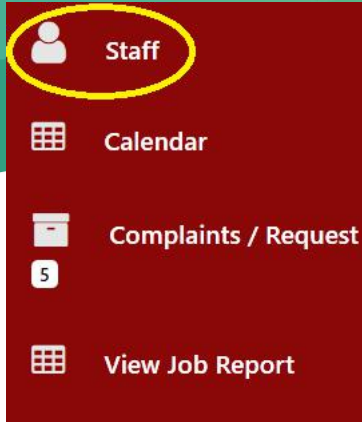 Staff
Calendar
Complaints / Request
5
View Job Report